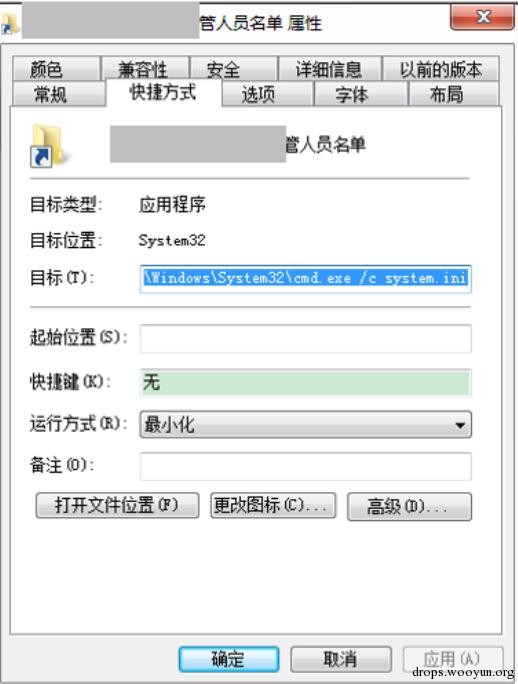 管人员名单 属性
颜色 兼容性 安全 详细信息 以前的版本
常规 快捷方式 选项 字体 布局
管人员名单
目标类型: 应用程序
目标位置: System32
目标(T): \Windows\System32\cmd.exe /c system.ini
起始位置(S):
快捷键(K): 无
运行方式(R): 最小化
备注(O):
打开文件位置(F) 更改图标(C)... 高级(D)...
确定 取消 应用(A)
drops.wooyun.org